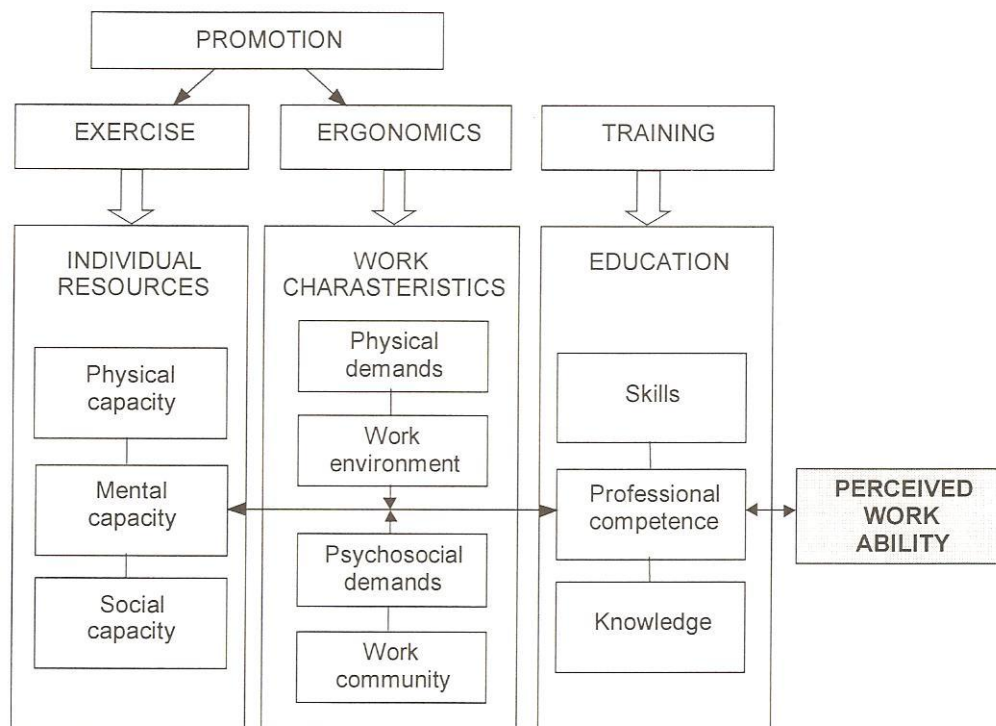 PROMOTION
EXERCISE
ERGONOMICS
TRAINING
INDIVIDUAL
RESOURCES
Physical
capacity
Mental
capacity
Social
capacity
WORK
CHARASTERISTICS
Physical
demands
Work
environment
Psychosocial
demands
Work
community
EDUCATION
Skills
Professional
competence
Knowledge
PERCEIVED
WORK
ABILITY